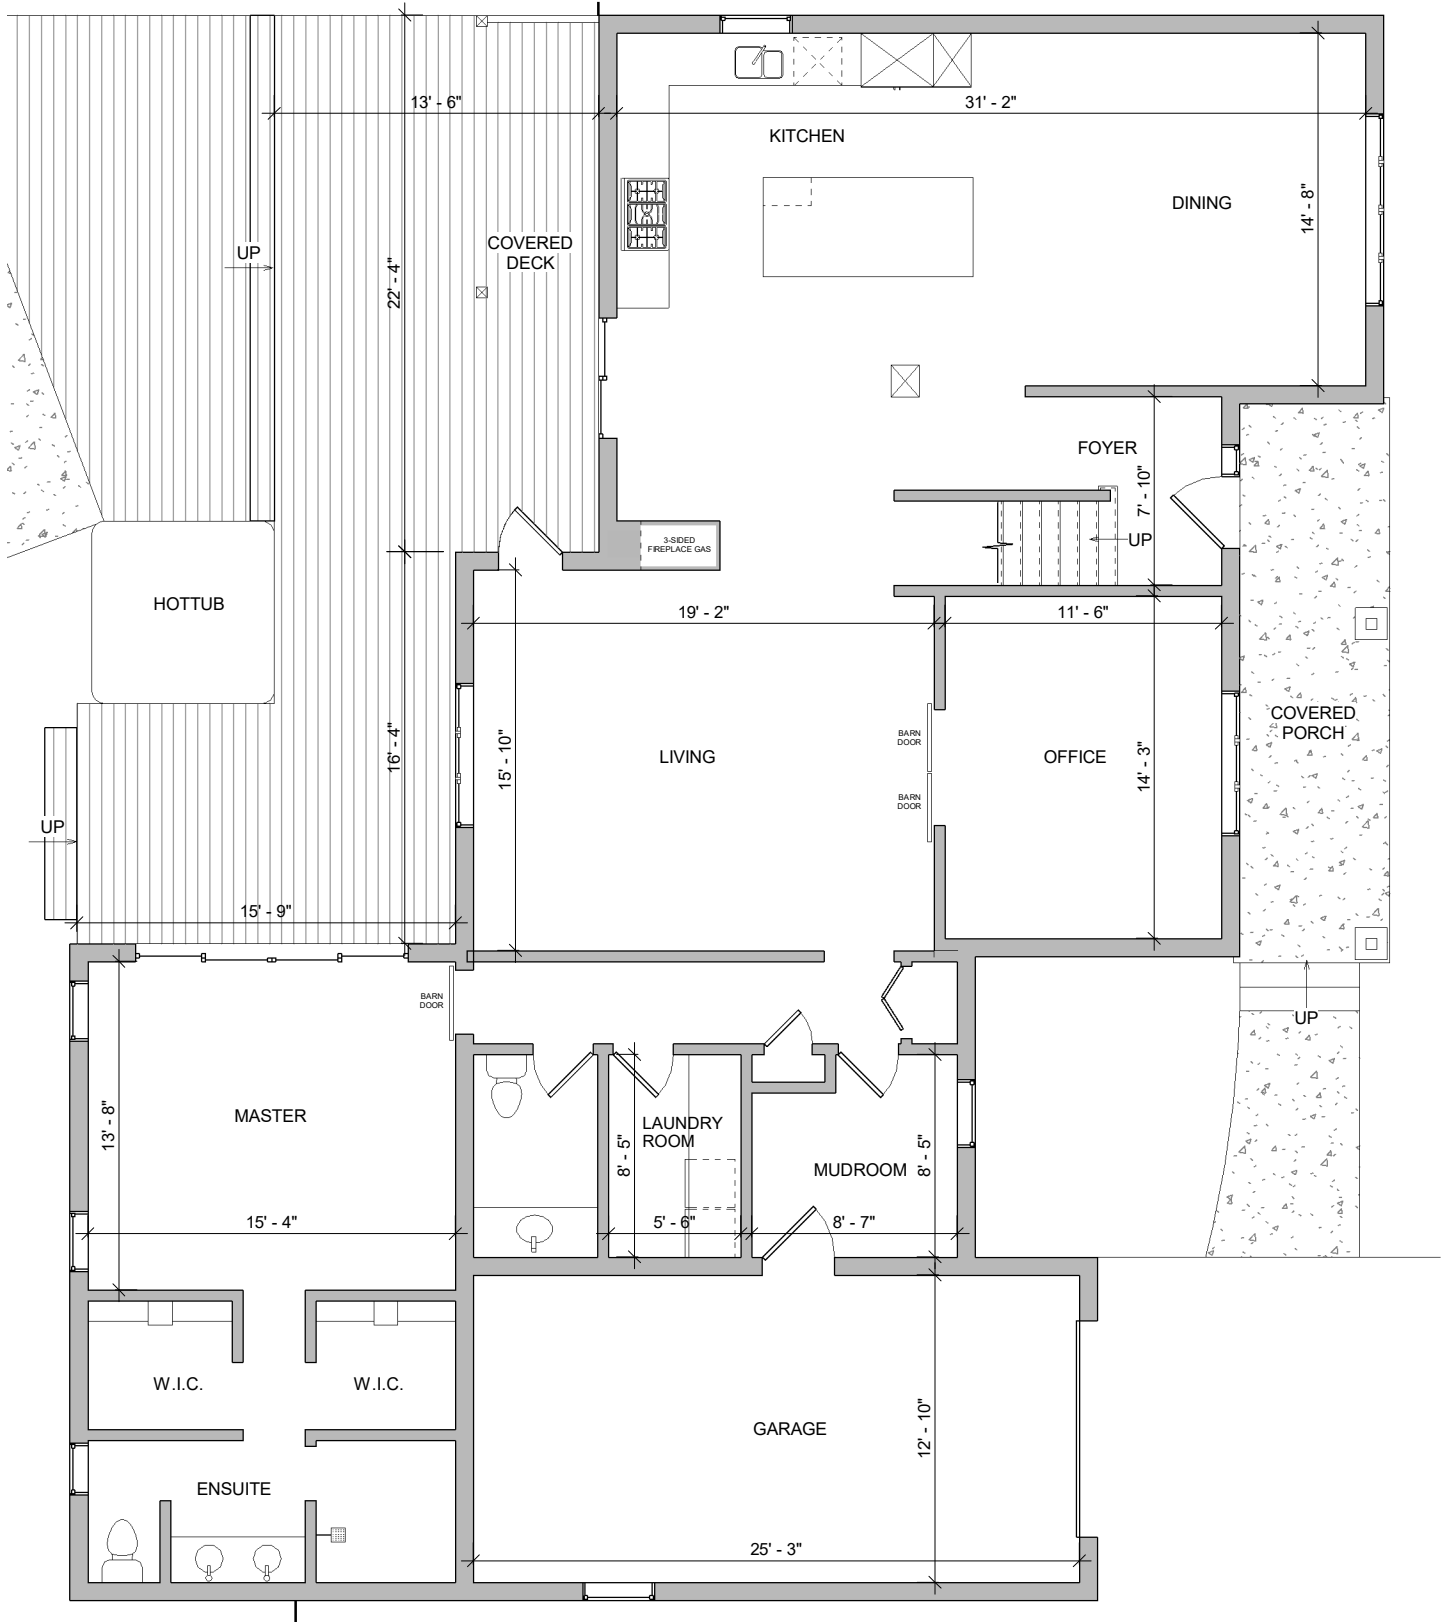 13' - 6"
31' - 2"
KITCHEN
DINING
14' - 8"
COVERED
DECK
UP
22' - 4"
FOYER
7' - 10"
UP
3-SIDED
FIREPLACE GAS
HOTTUB
19' - 2"
11' - 6"
COVERED
PORCH
BARN
DOOR
15' - 10"
16' - 4"
LIVING
OFFICE
14' - 3"
BARN
DOOR
UP
15' - 9"
BARN
DOOR
UP
MASTER
13' - 8"
LAUNDRY
ROOM
8' - 5"
MUDROOM
8' - 5"
15' - 4"
5' - 6"
8' - 7"
W.I.C.
W.I.C.
GARAGE
12' - 10"
ENSUITE
25' - 3"